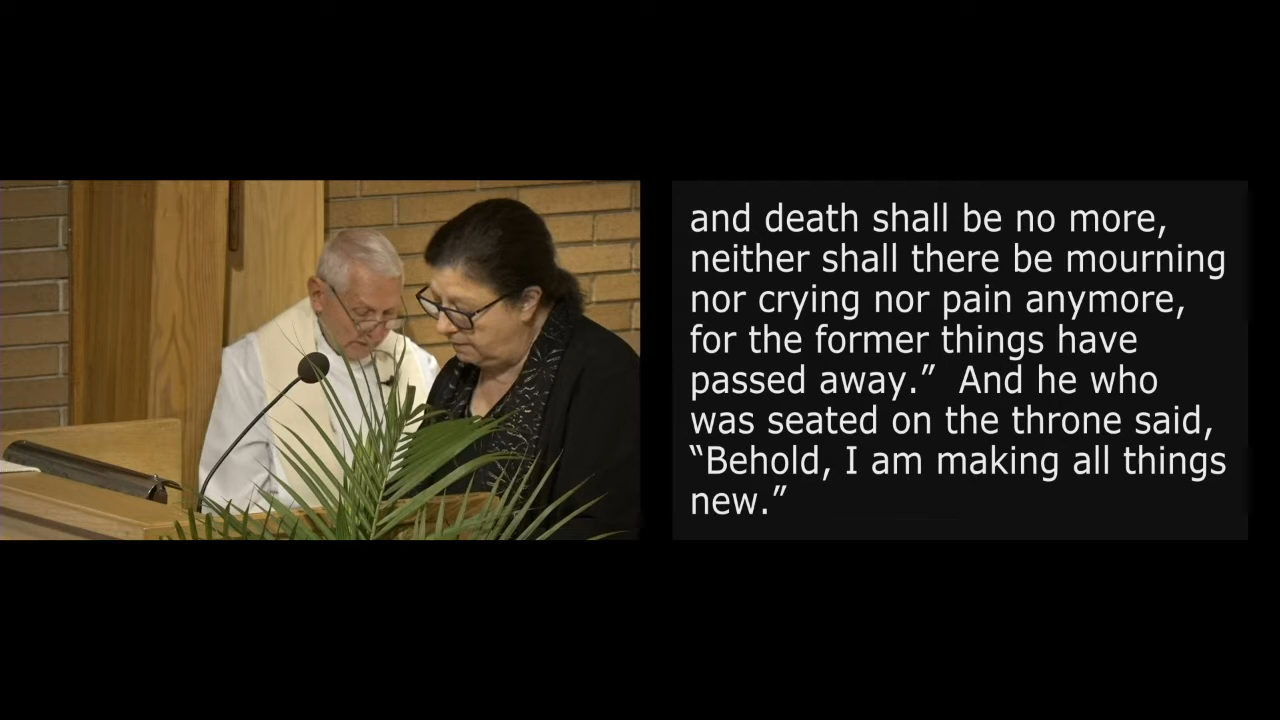 and death shall be no more,
neither shall there be mourning
nor crying nor pain anymore,
for the former things have
passed away.”  And he who
was seated on the throne said,
“Behold, I am making all things
new.”